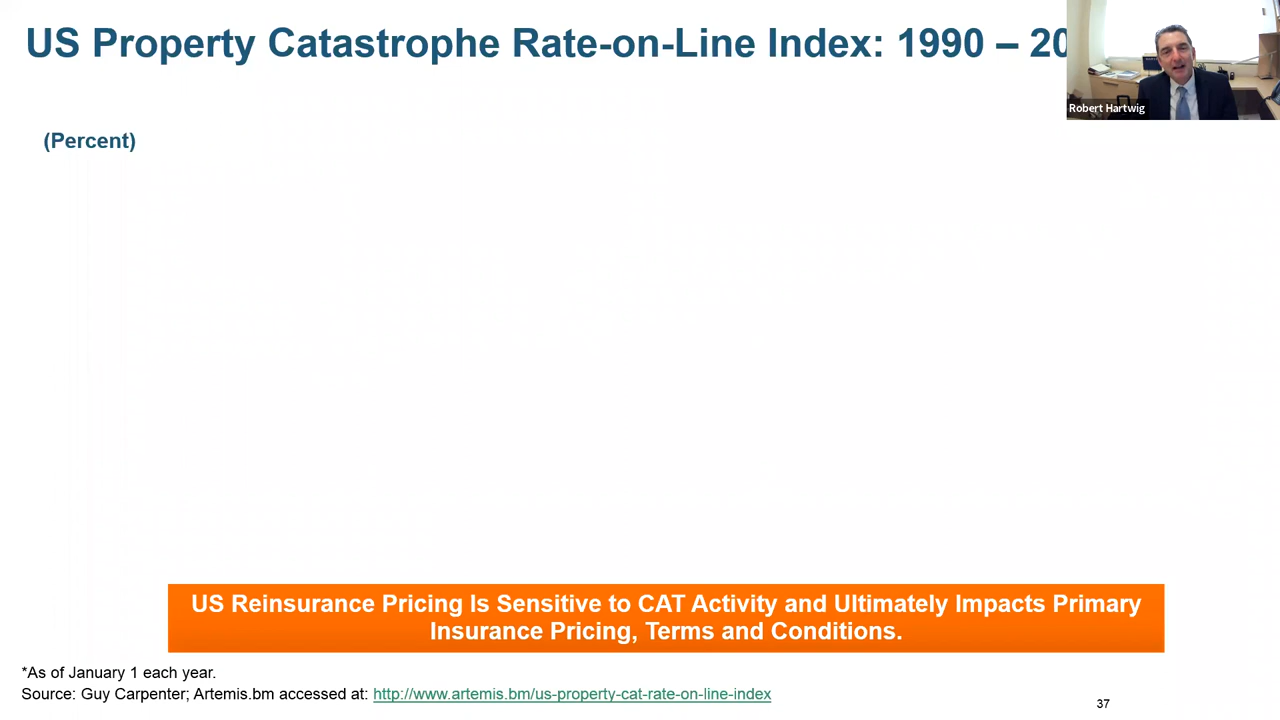 US Property Catastrophe Rate-on-Line Index: 1990 – 20
Robert Hartwig
(Percent)
US Reinsurance Pricing Is Sensitive to CAT Activity and Ultimately Impacts Primary
Insurance Pricing, Terms and Conditions.
*As of January 1 each year.
Source: Guy Carpenter; Artemis.bm accessed at: http://www.artemis.bm/us-property-cat-rate-on-line-index
37